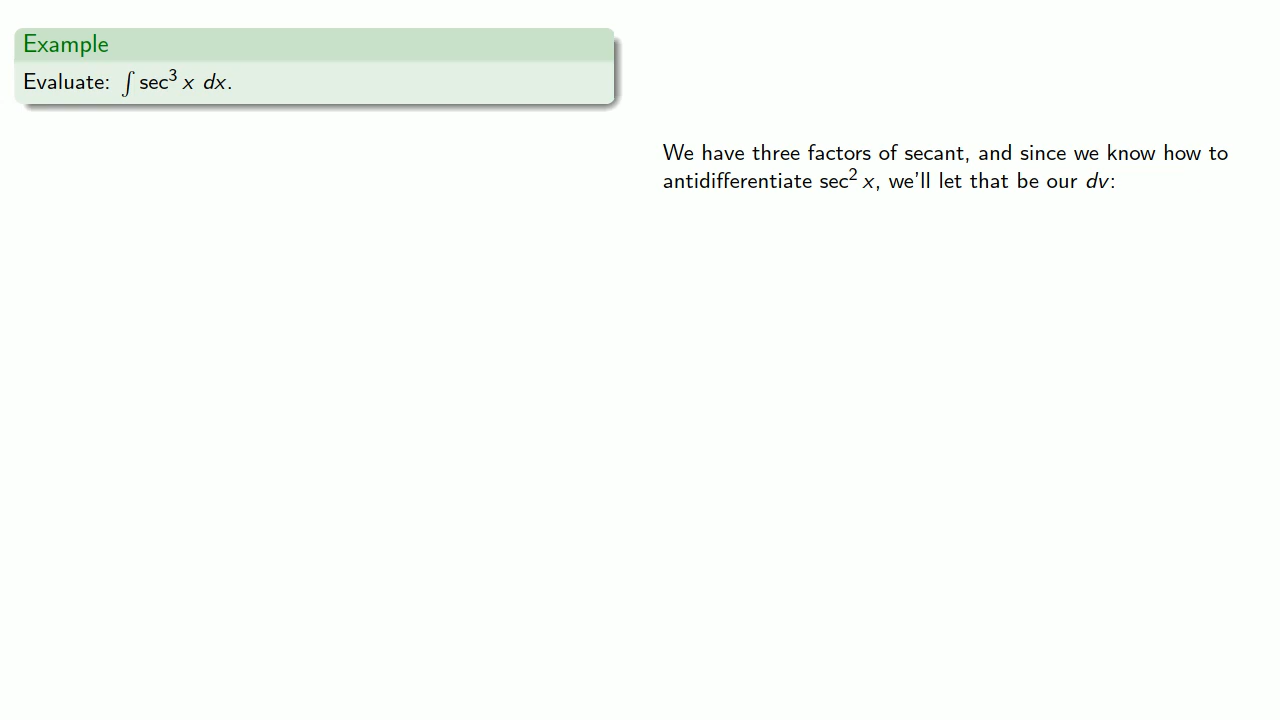 Example
Evaluate: ∫ sec³ x dx.
We have three factors of secant, and since we know how to
antidifferentiate sec² x, we'll let that be our dv: